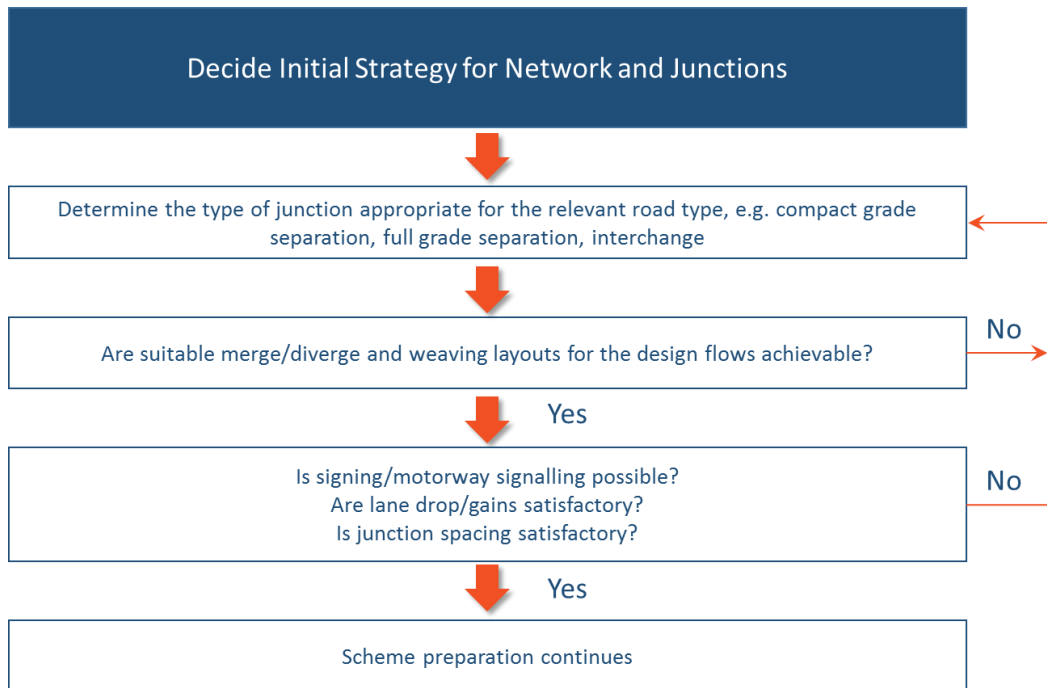 Decide Initial Strategy for Network and Junctions
Determine the type of junction appropriate for the relevant road type, e.g. compact grade
separation, full grade separation, interchange
No
Are suitable merge/diverge and weaving layouts for the design flows achievable?
Yes
Is signing/motorway signalling possible?
No
Are lane drop/gains satisfactory?
Is junction spacing satisfactory?
Yes
Scheme preparation continues